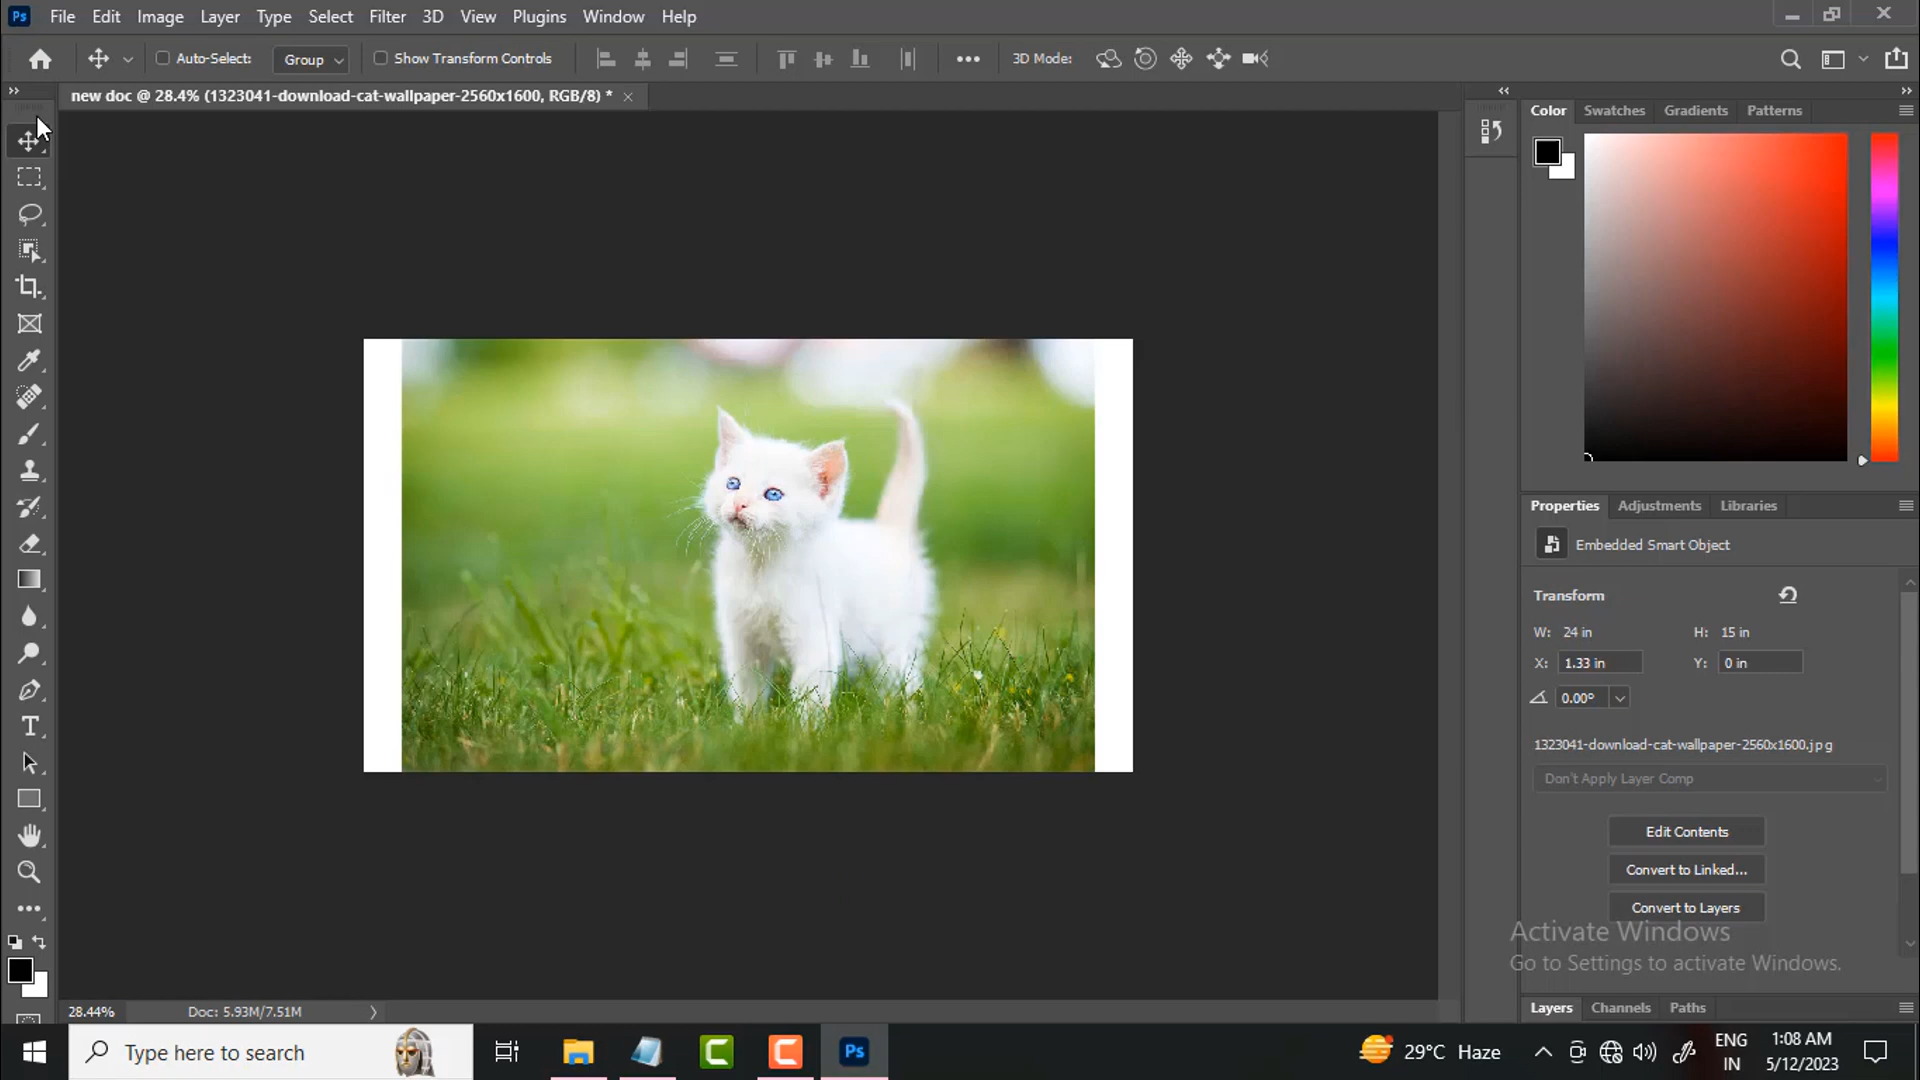 Ps File Edit Image Layer Type Select Filter 3D View Plugins Window Help
Auto-Select: Group Show Transform Controls 3D Mode:
new doc @ 28.4% (1323041-download-cat-wallpaper-2560x1600, RGB/8) *
Color Swatches Gradients Patterns
Properties Adjustments Libraries
Embedded Smart Object
Transform
W: 24 in H: 15 in
X: 1.33 in Y: 0 in
0.00°
1323041-download-cat-wallpaper-2560x1600.jpg
Don't Apply Layer Comp
Edit Contents
Convert to Linked...
Convert to Layers
Activate Windows
Go to Settings to activate Windows.
Layers Channels Paths
28.44% Doc: 5.93M/7.51M
Type here to search
Ps
29°C Haze
ENG
IN
1:08 AM
5/12/2023